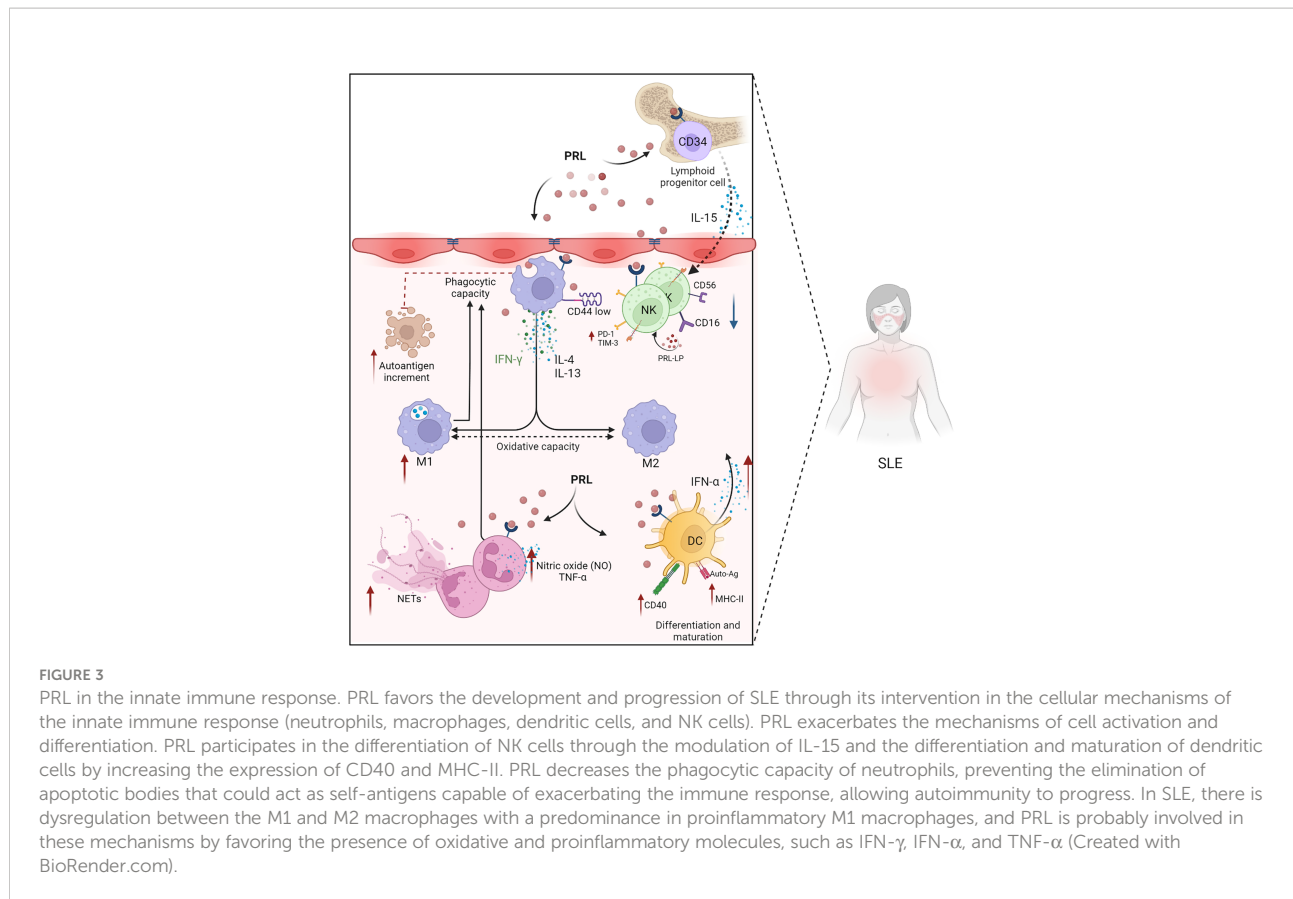 CD34
PRL
Lymphoid
progenitor cell
IL-15
Phagocytic
capacity
CD44 low
CD56
NK
K
CD16
PD-1
TIM-3
PRL-LP
IFN-γ
IL-4
IL-13
Autoantigen
increment
M1
Oxidative capacity
M2
SLE
PRL
IFN-α
DC
Nitric oxide (NO)
TNF-α
Auto-Ag
NETs
CD40
MHC-II
Differentiation and
maturation
FIGURE 3
PRL in the innate immune response. PRL favors the development and progression of SLE through its intervention in the cellular mechanisms of
the innate immune response (neutrophils, macrophages, dendritic cells, and NK cells). PRL exacerbates the mechanisms of cell activation and
differentiation. PRL participates in the differentiation of NK cells through the modulation of IL-15 and the differentiation and maturation of dendritic
cells by increasing the expression of CD40 and MHC-II. PRL decreases the phagocytic capacity of neutrophils, preventing the elimination of
apoptotic bodies that could act as self-antigens capable of exacerbating the immune response, allowing autoimmunity to progress. In SLE, there is
dysregulation between the M1 and M2 macrophages with a predominance in proinflammatory M1 macrophages, and PRL is probably involved in
these mechanisms by favoring the presence of oxidative and proinflammatory molecules, such as IFN-γ, IFN-α, and TNF-α (Created with
BioRender.com).